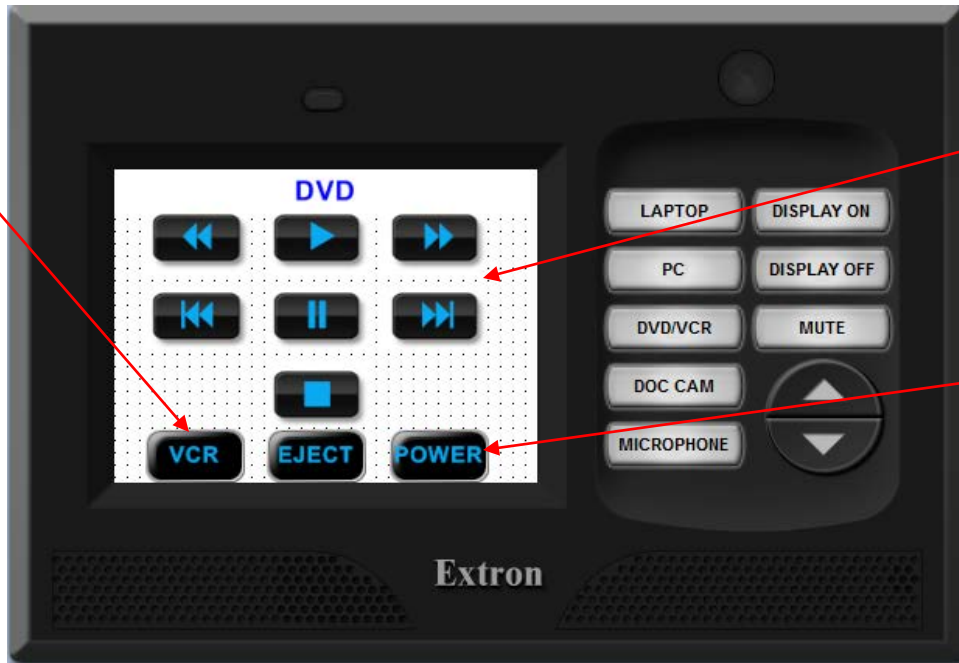 DVD
VCR
EJECT
POWER
LAPTOP
DISPLAY ON
PC
DISPLAY OFF
DVD/VCR
MUTE
DOC CAM
MICROPHONE
Extron